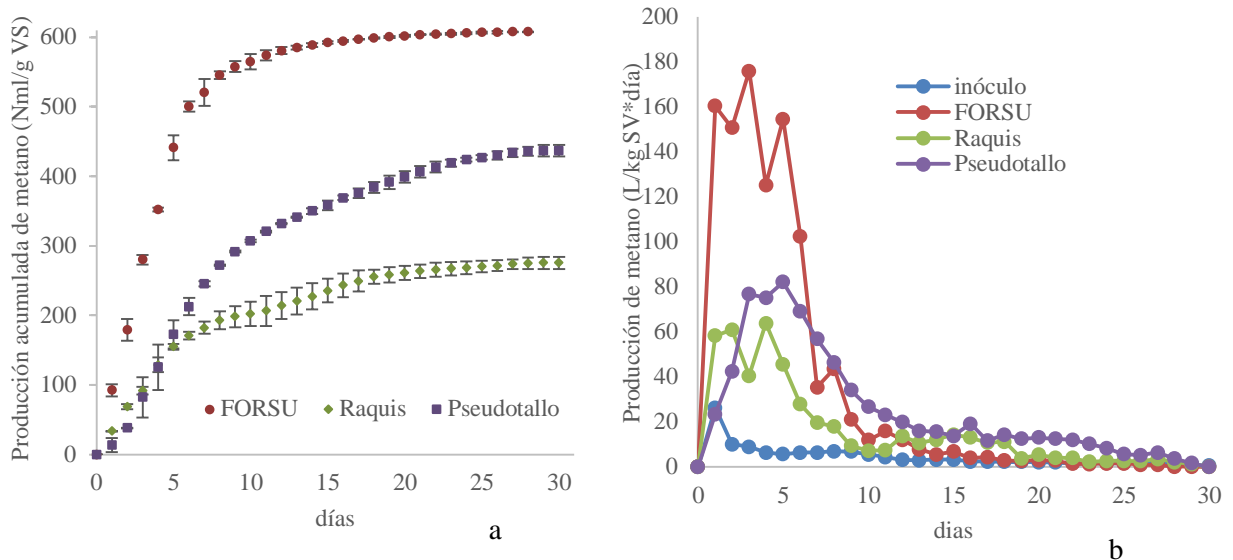 Producción acumulada de metano (Nml/g VS)
600
500
400
300
200
100
0
0 5 10 15 20 25 30
FORSU Raquis Pseudotallo
días
a
Producción de metano (L/kg SV*día)
200
180
160
140
120
100
80
60
40
20
0
0 5 10 15 20 25 30
inóculo
FORSU
Raquis
Pseudotallo
dias
b